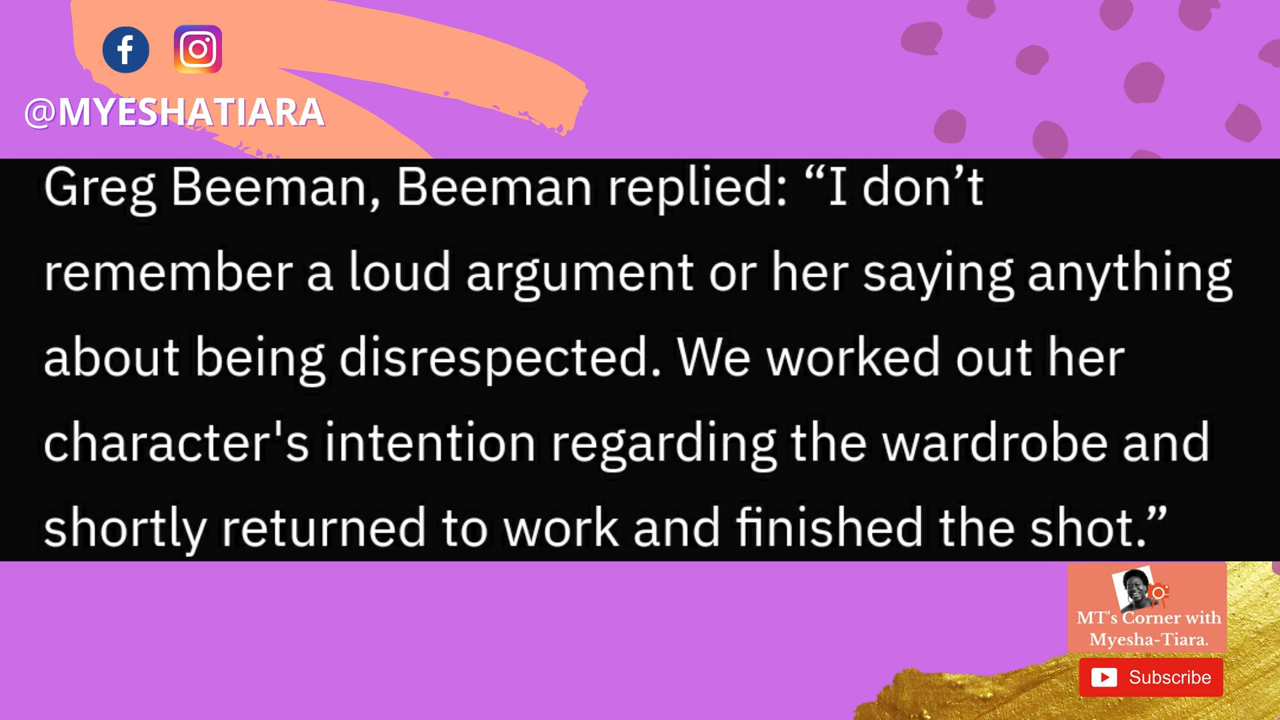 @MYESHATIARA
Greg Beeman, Beeman replied: “I don’t
remember a loud argument or her saying anything
about being disrespected. We worked out her
character's intention regarding the wardrobe and
shortly returned to work and finished the shot.”
MT's Corner with
Myesha-Tiara.
Subscribe